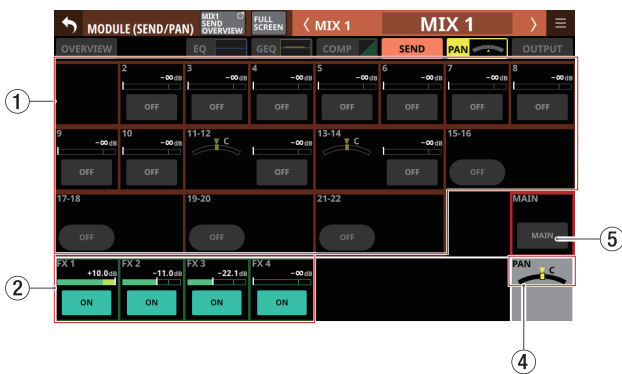 MODULE (SEND/PAN) MIX1 SEND OVERVIEW FULL SCREEN MIX 1 MIX 1
OVERVIEW EQ GEQ COMP SEND PAN OUTPUT
2 3 4 5 6 7 8
-∞dB -∞dB -∞dB -∞dB -∞dB -∞dB -∞dB
OFF OFF OFF OFF OFF OFF OFF
①
9 10 11-12 13-14 15-16
-∞dB -∞dB C -∞dB C -∞dB
OFF OFF OFF OFF OFF
17-18 19-20 21-22 MAIN
OFF OFF OFF MAIN
⑤
FX 1 FX 2 FX 3 FX 4 PAN
+10.0dB -11.0dB -22.1dB -∞dB C
②
ON ON ON ON
④